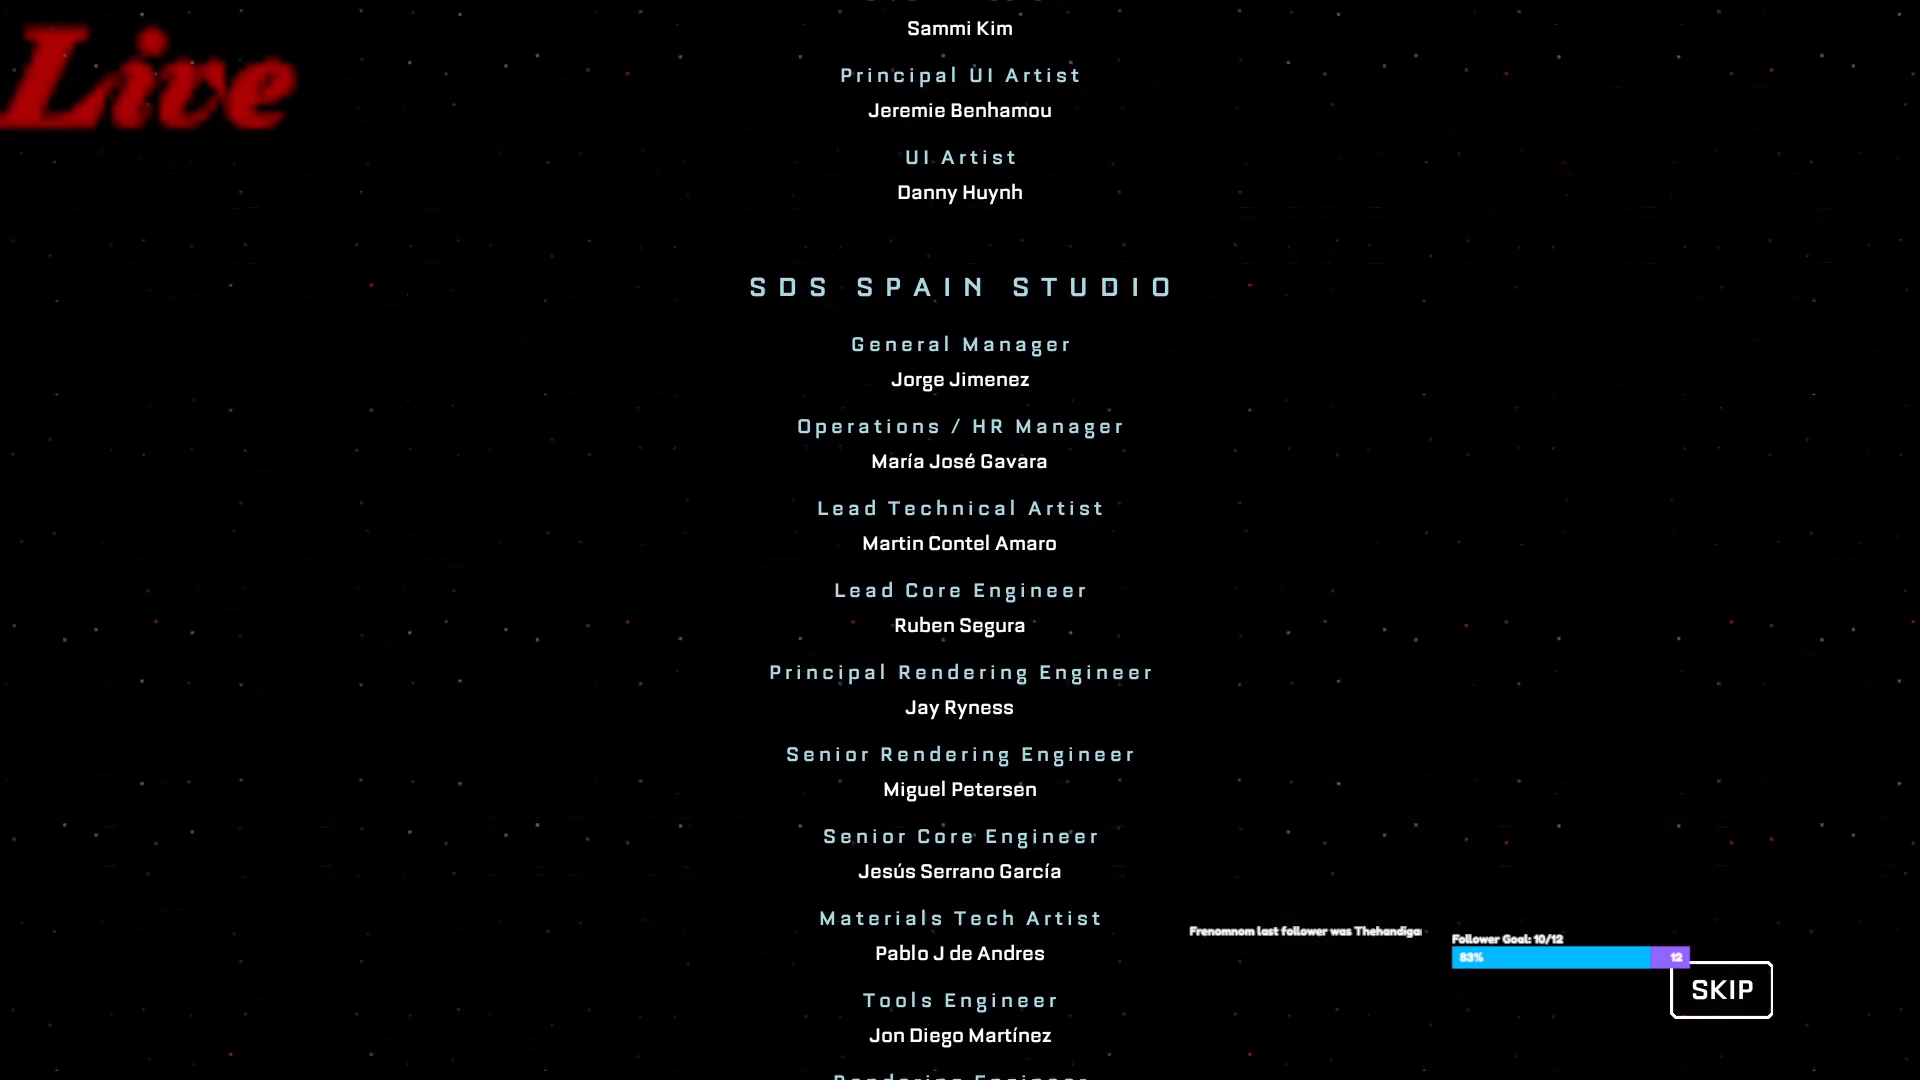 Live
Sammi Kim
Principal UI Artist
Jeremie Benhamou
UI Artist
Danny Huynh
SDS SPAIN STUDIO
General Manager
Jorge Jimenez
Operations / HR Manager
María José Gavara
Lead Technical Artist
Martin Contel Amaro
Lead Core Engineer
Ruben Segura
Principal Rendering Engineer
Jay Ryness
Senior Rendering Engineer
Miguel Petersen
Senior Core Engineer
Jesús Serrano García
Materials Tech Artist
Pablo J de Andres
Frenomnom last follower was Thehandiga
Follower Goal: 10/12
83%
12
SKIP
Tools Engineer
Jon Diego Martínez
Rendering Engineer